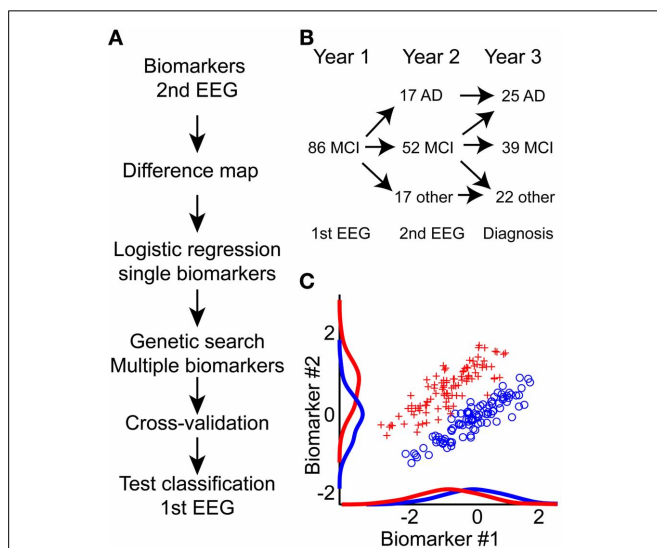 A
Biomarkers
2nd EEG
Difference map
Logistic regression
single biomarkers
Genetic search
Multiple biomarkers
Cross-validation
Test classification
1st EEG
B
Year 1 Year 2 Year 3
17 AD 25 AD
86 MCI 52 MCI 39 MCI
17 other 22 other
1st EEG 2nd EEG Diagnosis
C
2
0
-2
Biomarker #2
-2 0 2
Biomarker #1